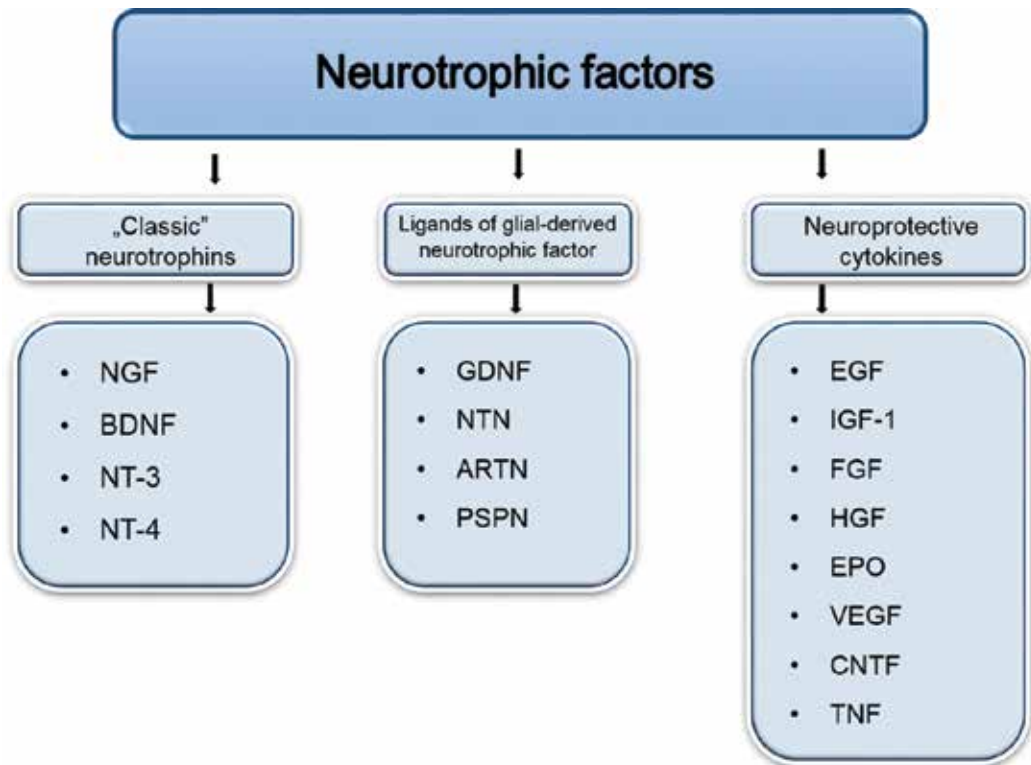 Neurotrophic factors
„Classic"
neurotrophins
Ligands of glial-derived
neurotrophic factor
Neuroprotective
cytokines
• NGF
• BDNF
• NT-3
• NT-4
• GDNF
• NTN
• ARTN
• PSPN
• EGF
• IGF-1
• FGF
• HGF
• EPO
• VEGF
• CNTF
• TNF